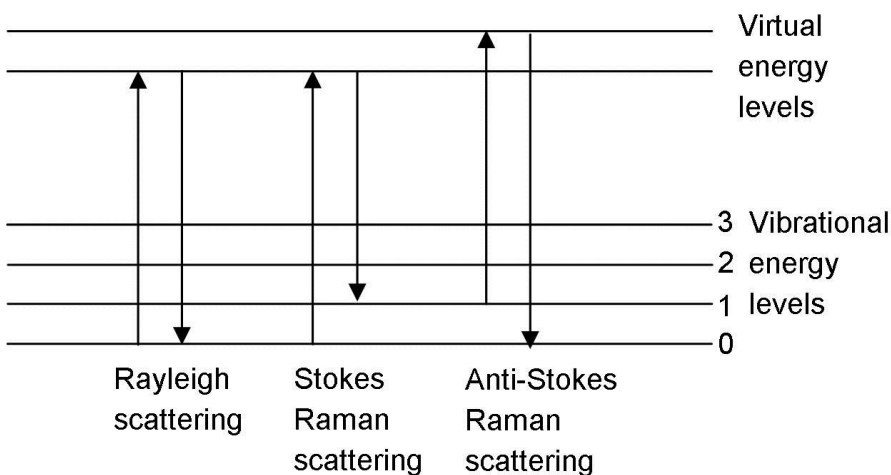 Virtual
energy
levels
3 Vibrational
2 energy
1 levels
0
Rayleigh
scattering
Stokes
Raman
scattering
Anti-Stokes
Raman
scattering